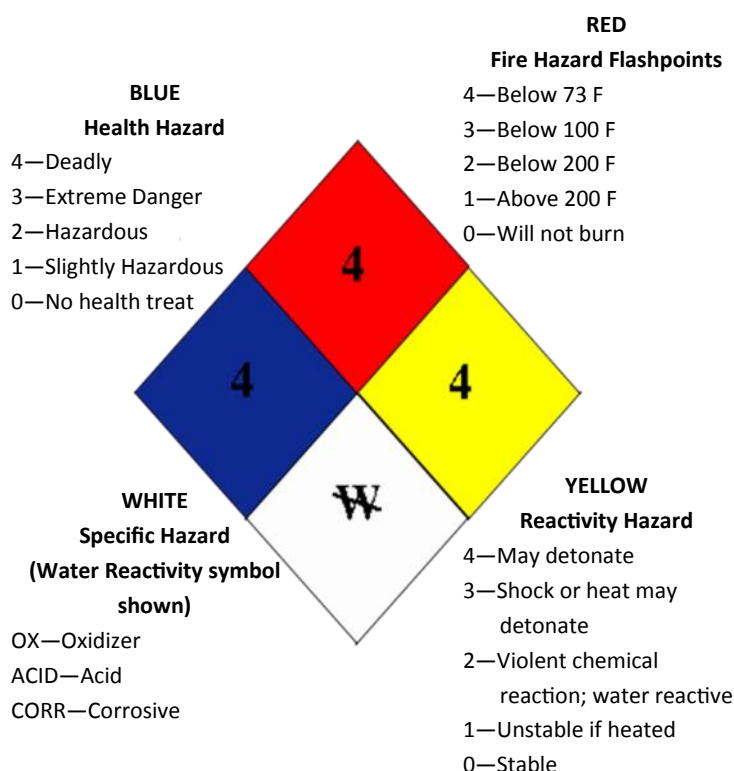 RED
Fire Hazard Flashpoints
4—Below 73 F
3—Below 100 F
2—Below 200 F
1—Above 200 F
0—Will not burn
BLUE
Health Hazard
4—Deadly
3—Extreme Danger
2—Hazardous
1—Slightly Hazardous
0—No health treat
4
4
4
W
WHITE
Specific Hazard
(Water Reactivity symbol
shown)
OX—Oxidizer
ACID—Acid
CORR—Corrosive
YELLOW
Reactivity Hazard
4—May detonate
3—Shock or heat may
detonate
2—Violent chemical
reaction; water reactive
1—Unstable if heated
0—Stable